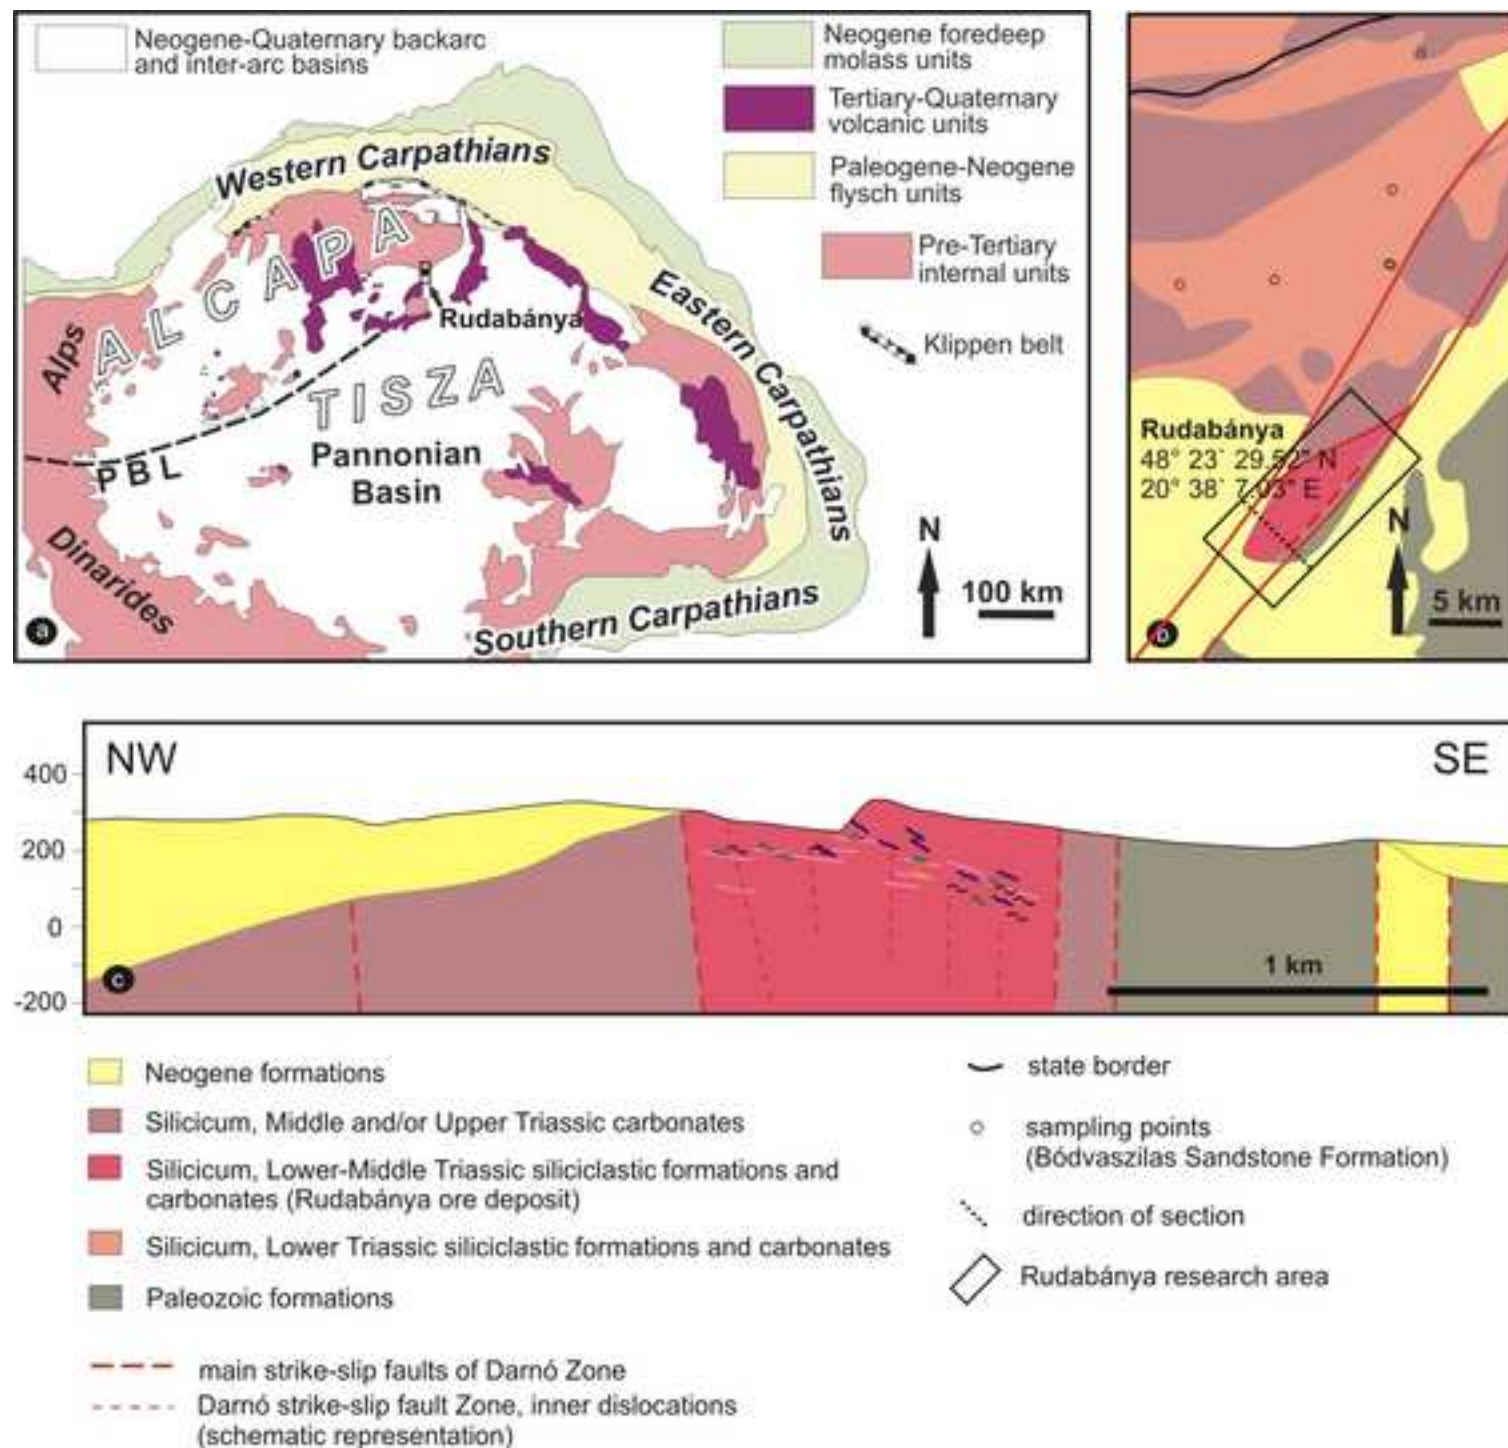 Neogene-Quaternary backarc
and inter-arc basins
Neogene foredeep
molass units
Tertiary-Quaternary
volcanic units
Paleogene-Neogene
flysch units
Pre-Tertiary
internal units
Klippen belt
Western Carpathians
ALCAPA
Rudabánya
Eastern Carpathians
Alps
TISZA
PBL
Pannonian
Basin
Dinarides
Southern Carpathians
N
100 km
a
Rudabánya
48° 23` 29.52" N
20° 38` 7.03" E
N
5 km
b
NW
SE
400
200
0
-200
c
1 km
Neogene formations
Silicicum, Middle and/or Upper Triassic carbonates
Silicicum, Lower-Middle Triassic siliciclastic formations and
carbonates (Rudabánya ore deposit)
Silicicum, Lower Triassic siliciclastic formations and carbonates
Paleozoic formations
main strike-slip faults of Darnó Zone
Darnó strike-slip fault Zone, inner dislocations
(schematic representation)
state border
sampling points
(Bódvaszilas Sandstone Formation)
direction of section
Rudabánya research area